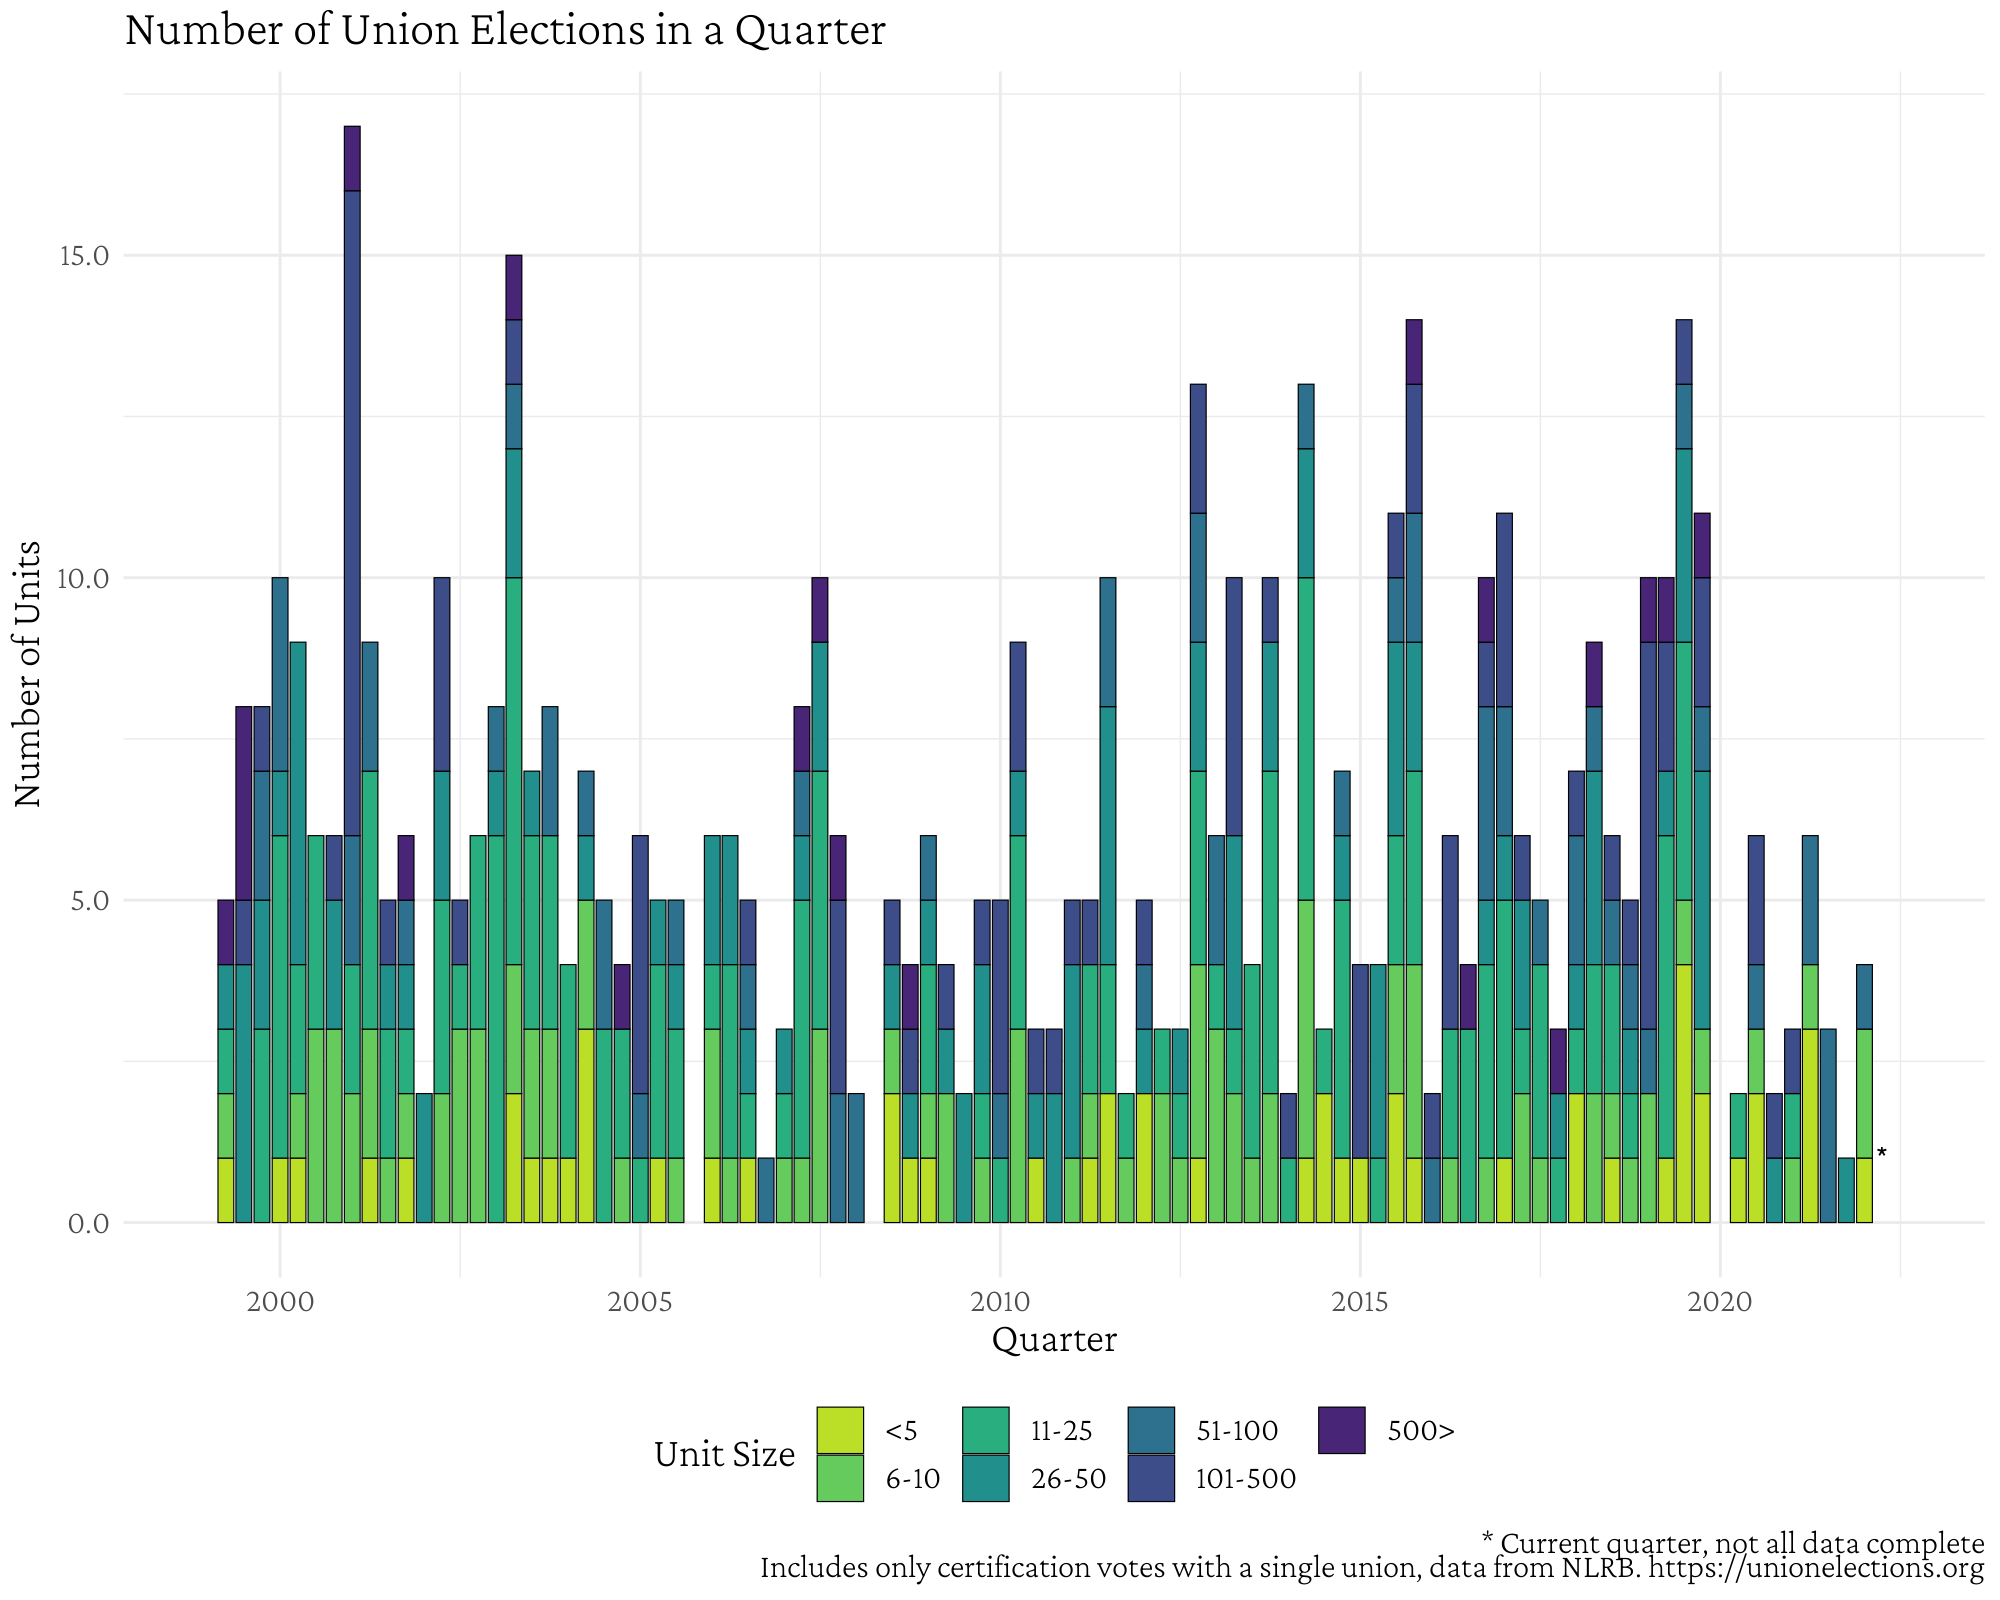 Number of Union Elections in a Quarter
Number of Units
15.0
10.0
5.0
0.0
*
2000 2005 2010 2015 2020
Quarter
Unit Size
<5 11-25 51-100 500>
6-10 26-50 101-500
* Current quarter, not all data complete
Includes only certification votes with a single union, data from NLRB. https://unionelections.org